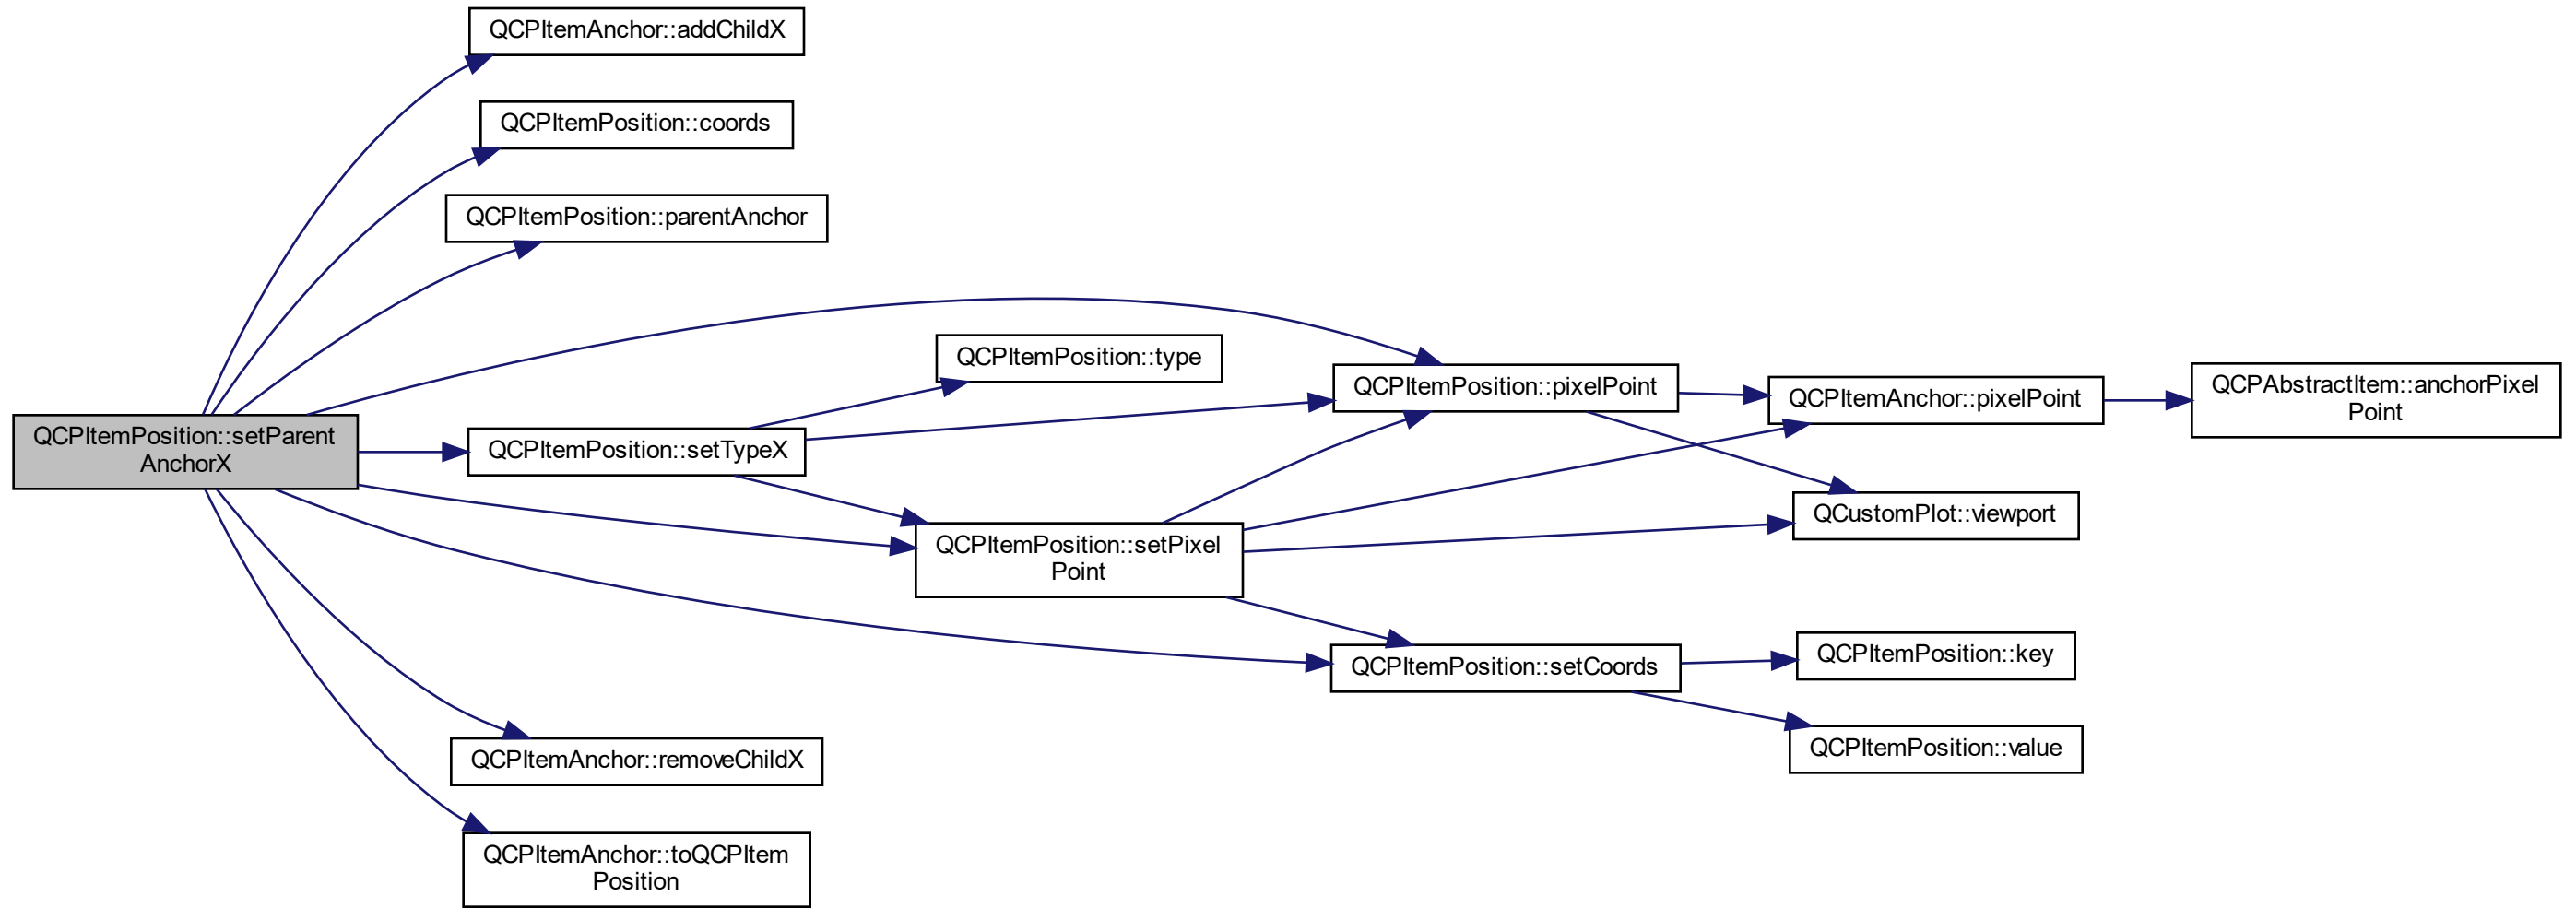 QCPItemAnchor::addChildX
QCPItemPosition::coords
QCPItemPosition::parentAnchor
QCPItemPosition::type
QCPItemPosition::pixelPoint
QCPItemAnchor::pixelPoint
QCPAbstractItem::anchorPixel
Point
QCPItemPosition::setParent
AnchorX
QCPItemPosition::setTypeX
QCustomPlot::viewport
QCPItemPosition::setPixel
Point
QCPItemPosition::setCoords
QCPItemPosition::key
QCPItemPosition::value
QCPItemAnchor::removeChildX
QCPItemAnchor::toQCPItem
Position